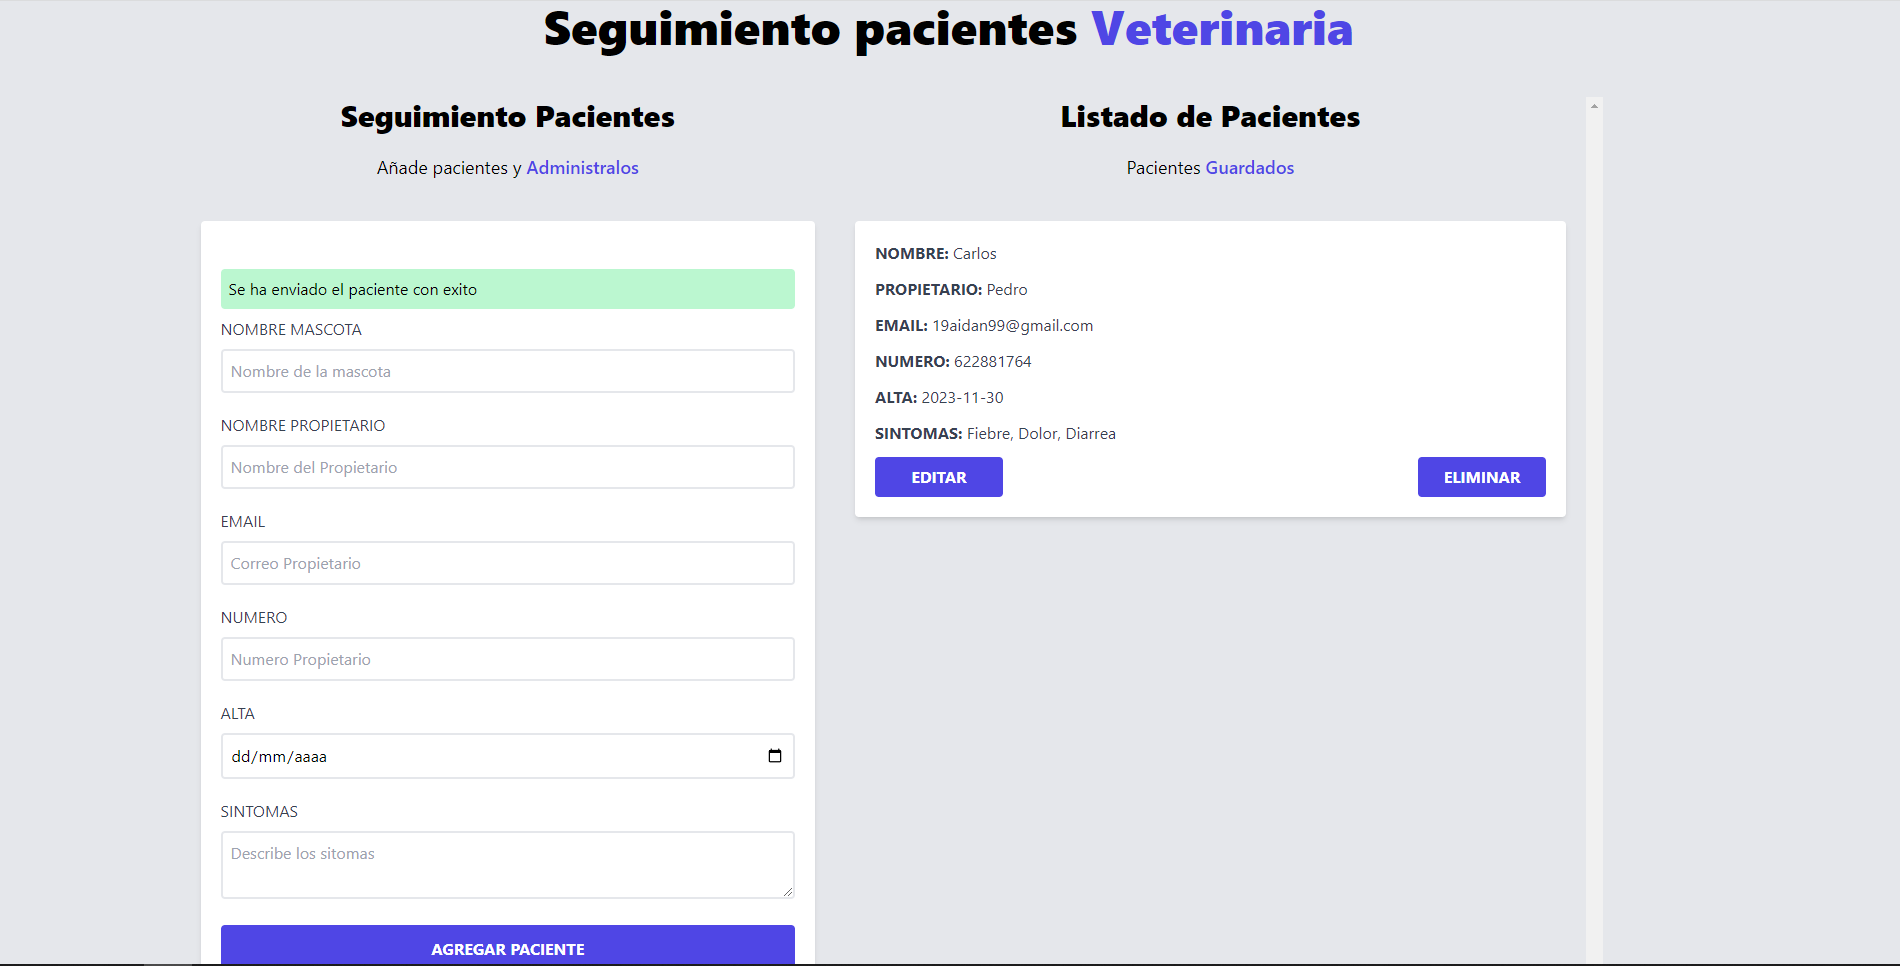 Seguimiento pacientes Veterinaria
Seguimiento Pacientes
Añade pacientes y Administralos
Se ha enviado el paciente con exito
NOMBRE MASCOTA
Nombre de la mascota
NOMBRE PROPIETARIO
Nombre del Propietario
EMAIL
Correo Propietario
NUMERO
Numero Propietario
ALTA
dd/mm/aaaa
SINTOMAS
Describe los sitomas
AGREGAR PACIENTE
Listado de Pacientes
Pacientes Guardados
NOMBRE: Carlos
PROPIETARIO: Pedro
EMAIL: 19aidan99@gmail.com
NUMERO: 622881764
ALTA: 2023-11-30
SINTOMAS: Fiebre, Dolor, Diarrea
EDITAR
ELIMINAR